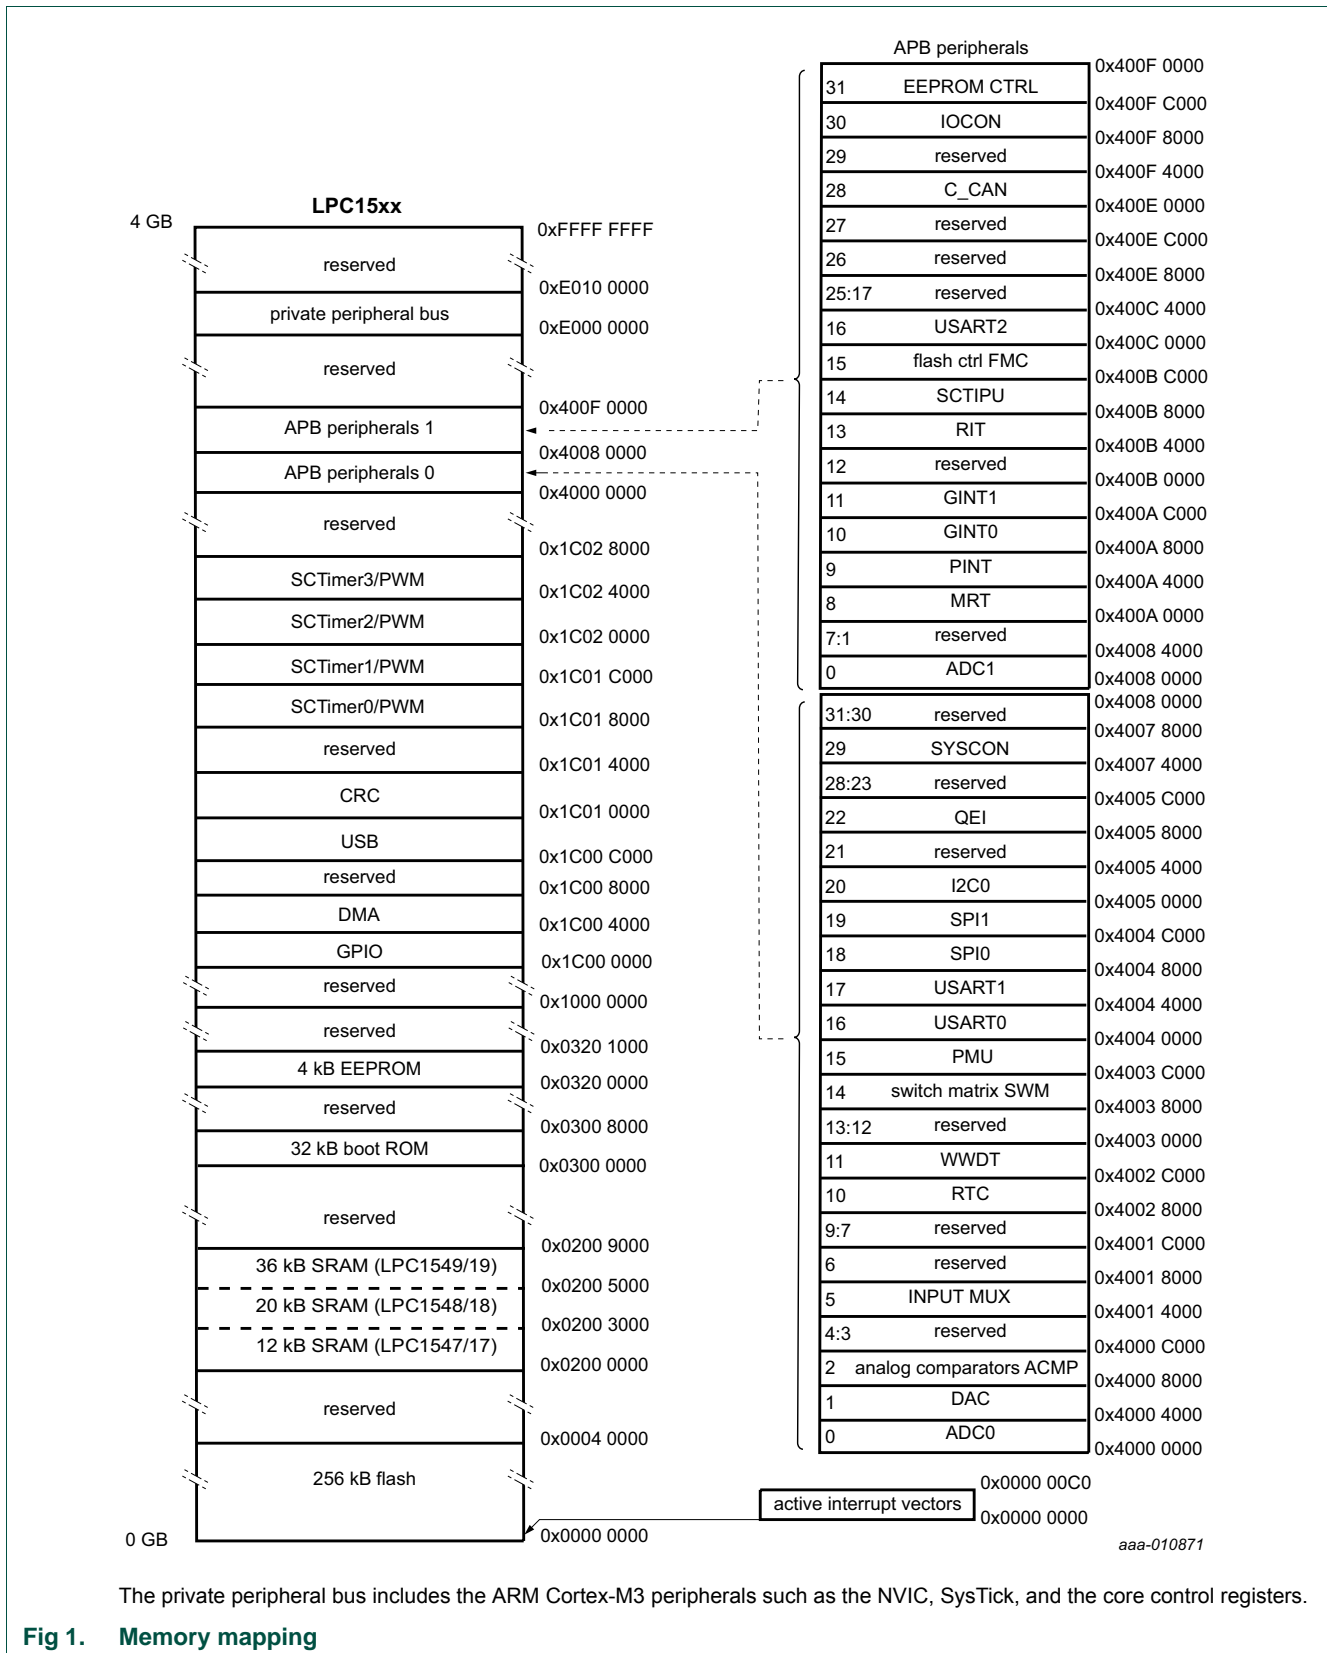 APB peripherals
0x400F 0000
31 EEPROM CTRL
0x400F C000
30 IOCON
0x400F 8000
29 reserved
0x400F 4000
28 C_CAN
0x400E 0000
27 reserved
0x400E C000
26 reserved
0x400E 8000
25:17 reserved
0x400C 4000
16 USART2
0x400C 0000
15 flash ctrl FMC
0x400B C000
14 SCTIPU
0x400B 8000
13 RIT
0x400B 4000
12 reserved
0x400B 0000
11 GINT1
0x400A C000
10 GINT0
0x400A 8000
9 PINT
0x400A 4000
8 MRT
0x400A 0000
7:1 reserved
0x4008 4000
0 ADC1
0x4008 0000
0x4008 0000
31:30 reserved
0x4007 8000
29 SYSCON
0x4007 4000
28:23 reserved
0x4005 C000
22 QEI
0x4005 8000
21 reserved
0x4005 4000
20 I2C0
0x4005 0000
19 SPI1
0x4004 C000
18 SPI0
0x4004 8000
17 USART1
0x4004 4000
16 USART0
0x4004 0000
15 PMU
0x4003 C000
14 switch matrix SWM
0x4003 8000
13:12 reserved
0x4003 0000
11 WWDT
0x4002 C000
10 RTC
0x4002 8000
9:7 reserved
0x4001 C000
6 reserved
0x4001 8000
5 INPUT MUX
0x4001 4000
4:3 reserved
0x4000 C000
2 analog comparators ACMP
0x4000 8000
1 DAC
0x4000 4000
0 ADC0
0x4000 0000
LPC15xx
4 GB
0xFFFF FFFF
reserved
0xE010 0000
private peripheral bus
0xE000 0000
reserved
0x400F 0000
APB peripherals 1
0x4008 0000
APB peripherals 0
0x4000 0000
reserved
0x1C02 8000
SCTimer3/PWM
0x1C02 4000
SCTimer2/PWM
0x1C02 0000
SCTimer1/PWM
0x1C01 C000
SCTimer0/PWM
0x1C01 8000
reserved
0x1C01 4000
CRC
0x1C01 0000
USB
0x1C00 C000
reserved
0x1C00 8000
DMA
0x1C00 4000
GPIO
0x1C00 0000
reserved
0x1000 0000
reserved
0x0320 1000
4 kB EEPROM
0x0320 0000
reserved
0x0300 8000
32 kB boot ROM
0x0300 0000
reserved
0x0200 9000
36 kB SRAM (LPC1549/19)
0x0200 5000
20 kB SRAM (LPC1548/18)
0x0200 3000
12 kB SRAM (LPC1547/17)
0x0200 0000
reserved
0x0004 0000
256 kB flash
0x0000 0000
0 GB
0x0000 00C0
active interrupt vectors
0x0000 0000
aaa-010871
The private peripheral bus includes the ARM Cortex-M3 peripherals such as the NVIC, SysTick, and the core control registers.
Fig 1. Memory mapping